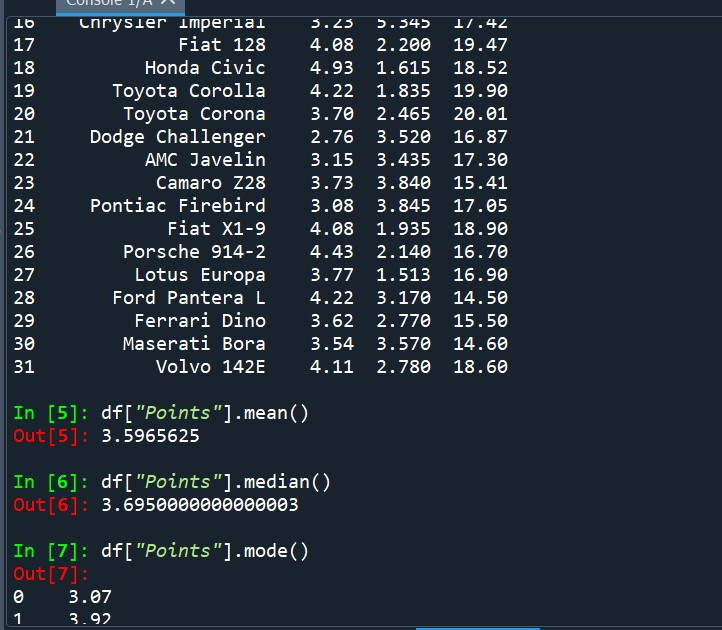 Console 1/A
16 Chrysler Imperial 3.23 5.345 17.42
17 Fiat 128 4.08 2.200 19.47
18 Honda Civic 4.93 1.615 18.52
19 Toyota Corolla 4.22 1.835 19.90
20 Toyota Corona 3.70 2.465 20.01
21 Dodge Challenger 2.76 3.520 16.87
22 AMC Javelin 3.15 3.435 17.30
23 Camaro Z28 3.73 3.840 15.41
24 Pontiac Firebird 3.08 3.845 17.05
25 Fiat X1-9 4.08 1.935 18.90
26 Porsche 914-2 4.43 2.140 16.70
27 Lotus Europa 3.77 1.513 16.90
28 Ford Pantera L 4.22 3.170 14.50
29 Ferrari Dino 3.62 2.770 15.50
30 Maserati Bora 3.54 3.570 14.60
31 Volvo 142E 4.11 2.780 18.60
In [5]: df["Points"].mean()
Out[5]: 3.5965625
In [6]: df["Points"].median()
Out[6]: 3.6950000000000003
In [7]: df["Points"].mode()
Out[7]:
0 3.07
1 3.92